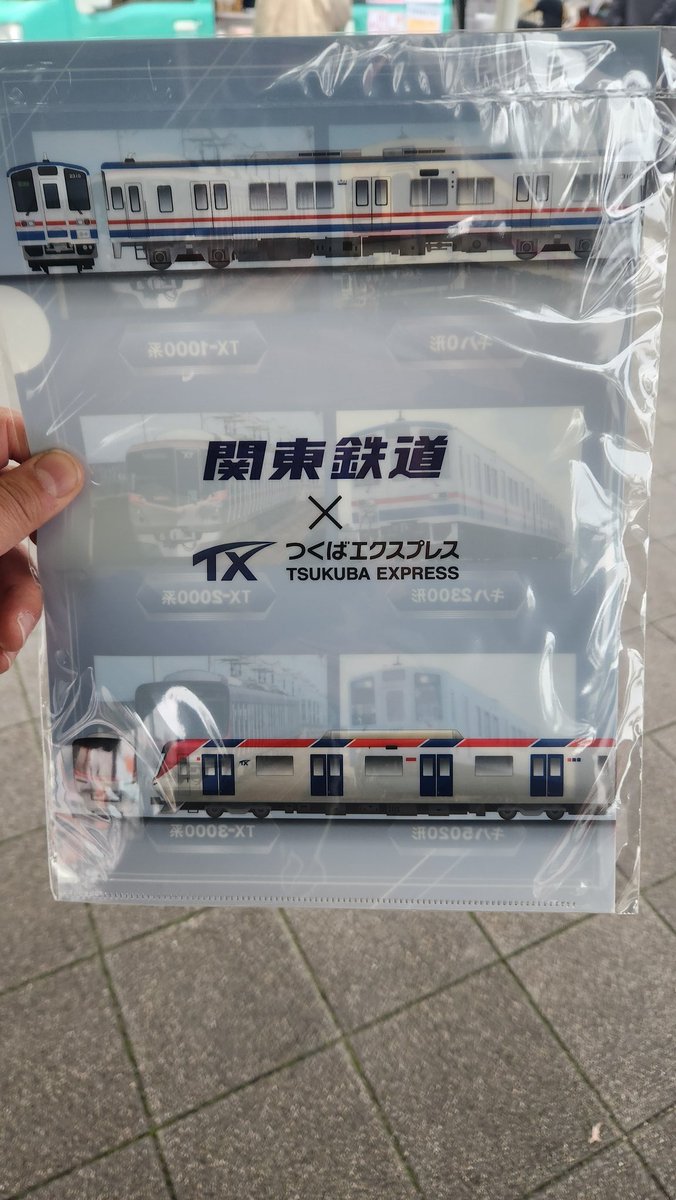 2310
TX-1000系
キハ0形
関東鉄道
×
TX つくばエクスプレス
TSUKUBA EXPRESS
TX-2000系
キハ2300形
TX
TX-3000系
キハ5020形